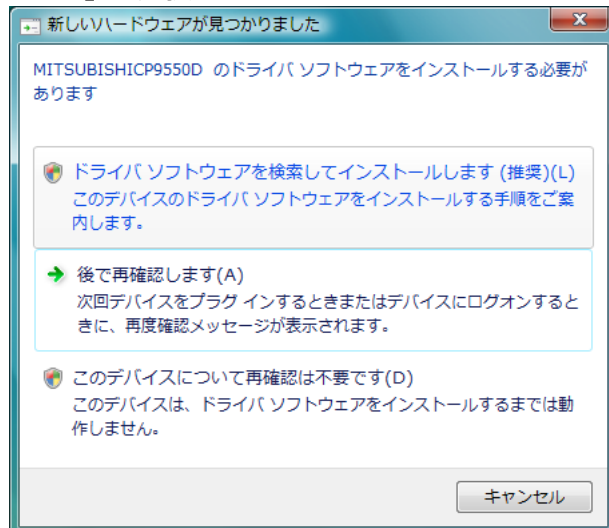 新しいハードウェアが見つかりました
MITSUBISHICP9550D のドライバ ソフトウェアをインストールする必要が
あります
ドライバ ソフトウェアを検索してインストールします (推奨)(L)
このデバイスのドライバ ソフトウェアをインストールする手順をご案
内します。
後で再確認します(A)
次回デバイスをプラグ インするときまたはデバイスにログオンすると
きに、再度確認メッセージが表示されます。
このデバイスについて再確認は不要です(D)
このデバイスは、ドライバ ソフトウェアをインストールするまでは動
作しません。
キャンセル